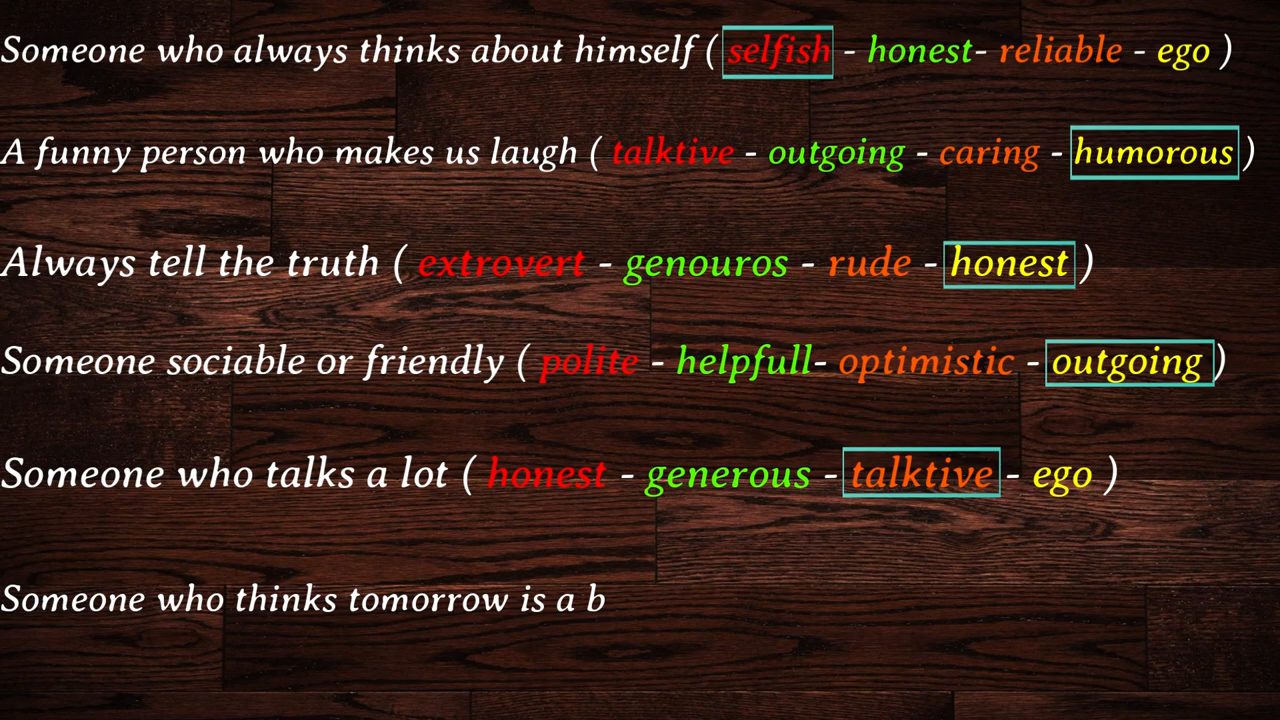 Someone who always thinks about himself ( selfish - honest- reliable - ego )
A funny person who makes us laugh ( talktive - outgoing - caring - humorous )
Always tell the truth ( extrovert - genouros - rude - honest )
Someone sociable or friendly ( polite - helpfull- optimistic - outgoing )
Someone who talks a lot ( honest - generous - talktive - ego )
Someone who thinks tomorrow is a b